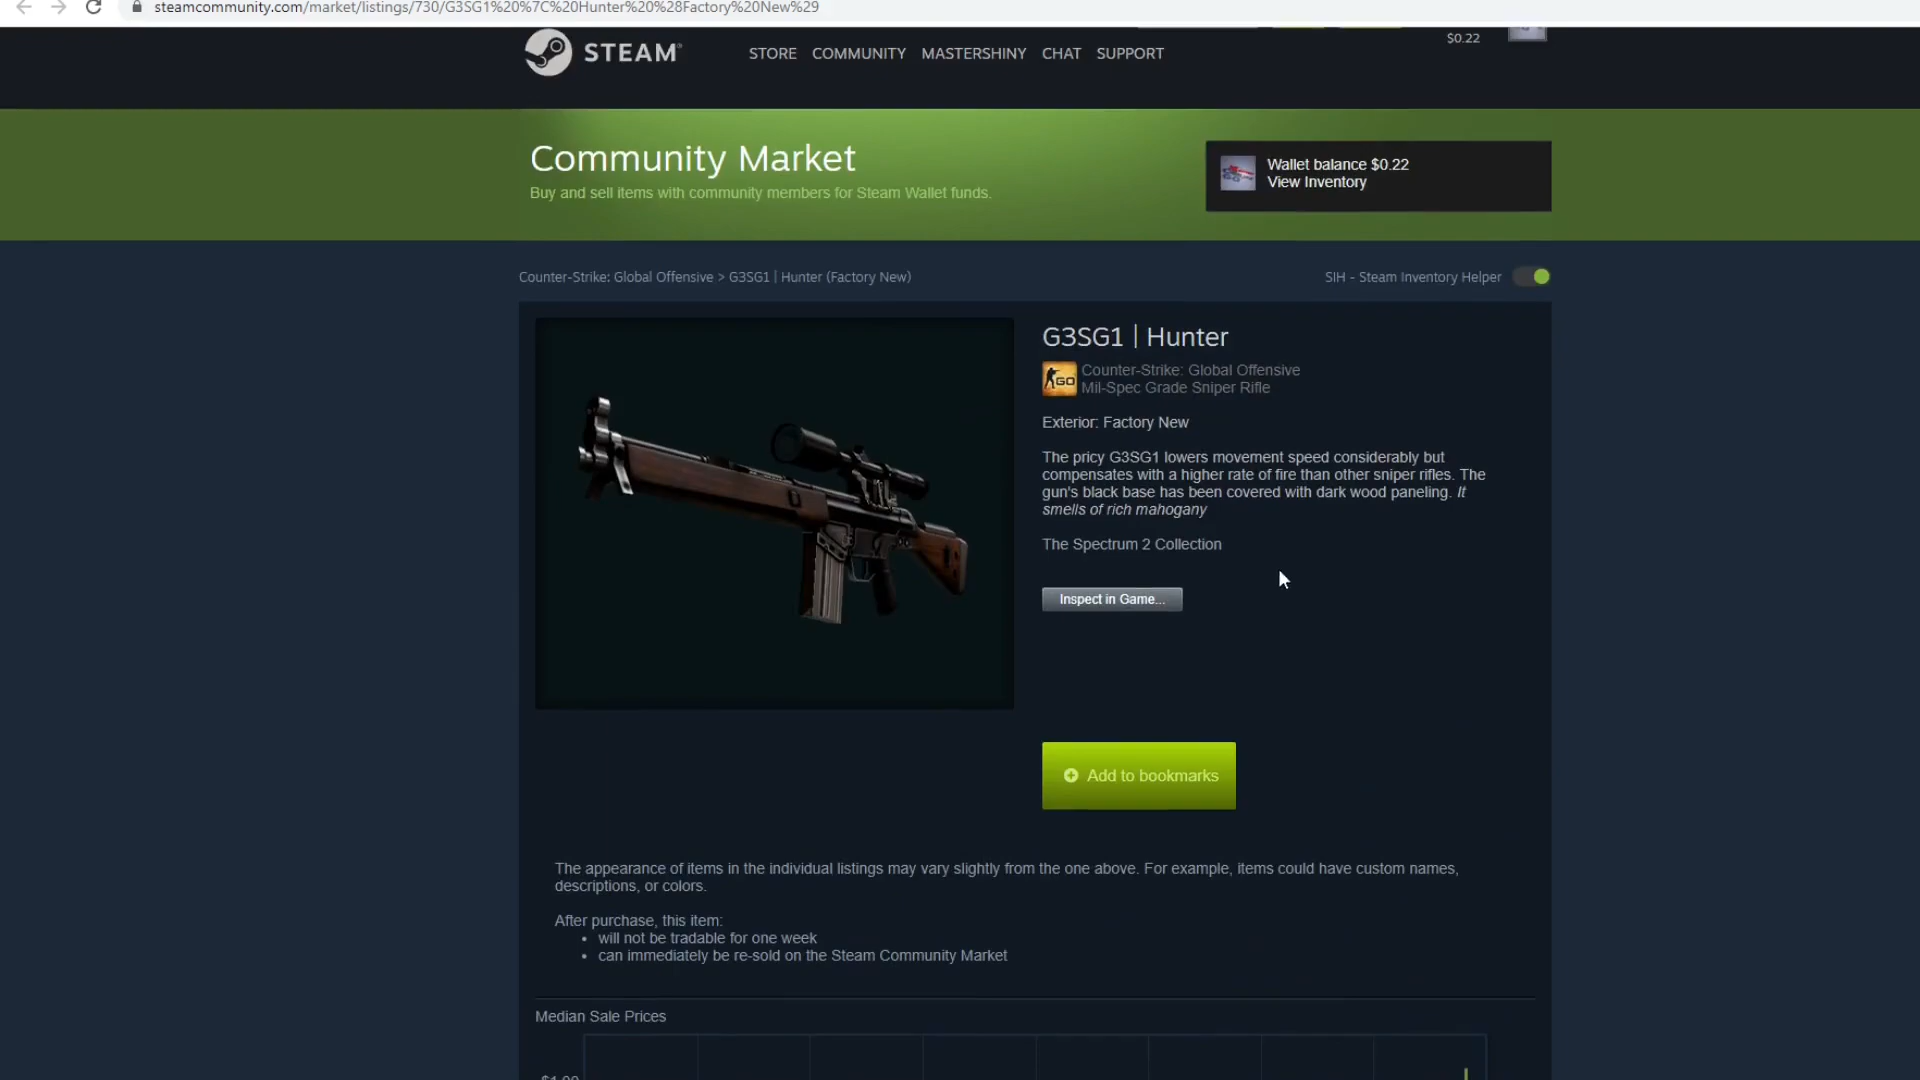 steamcommunity.com/market/listings/730/G3SG1%20%7C%20Hunter%20%28Factory%20New%29
$0.22
STEAM
STORE COMMUNITY MASTERSHINY CHAT SUPPORT
Community Market
Buy and sell items with community members for Steam Wallet funds.
Wallet balance $0.22
View Inventory
Counter-Strike: Global Offensive > G3SG1 | Hunter (Factory New)
SIH - Steam Inventory Helper
G3SG1 | Hunter
GO
Counter-Strike: Global Offensive
Mil-Spec Grade Sniper Rifle
Exterior: Factory New
The pricy G3SG1 lowers movement speed considerably but
compensates with a higher rate of fire than other sniper rifles. The
gun's black base has been covered with dark wood paneling. It
smells of rich mahogany
The Spectrum 2 Collection
Inspect in Game...
Add to bookmarks
The appearance of items in the individual listings may vary slightly from the one above. For example, items could have custom names,
descriptions, or colors.
After purchase, this item:
• will not be tradable for one week
• can immediately be re-sold on the Steam Community Market
Median Sale Prices